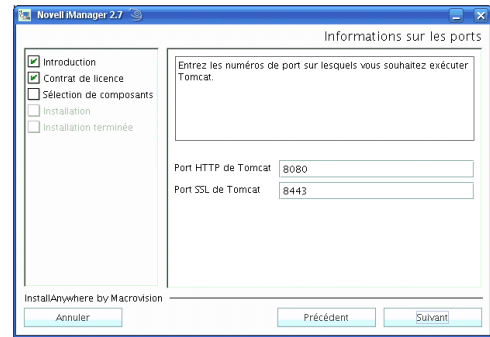 Novell iManager 2.7
Informations sur les ports
Introduction
Contrat de licence
Sélection de composants
Installation
Installation terminée
Entrez les numéros de port sur lesquels vous souhaitez exécuter
Tomcat.
Port HTTP de Tomcat 8080
Port SSL de Tomcat 8443
InstallAnywhere by Macrovision
Annuler Précédent Suivant